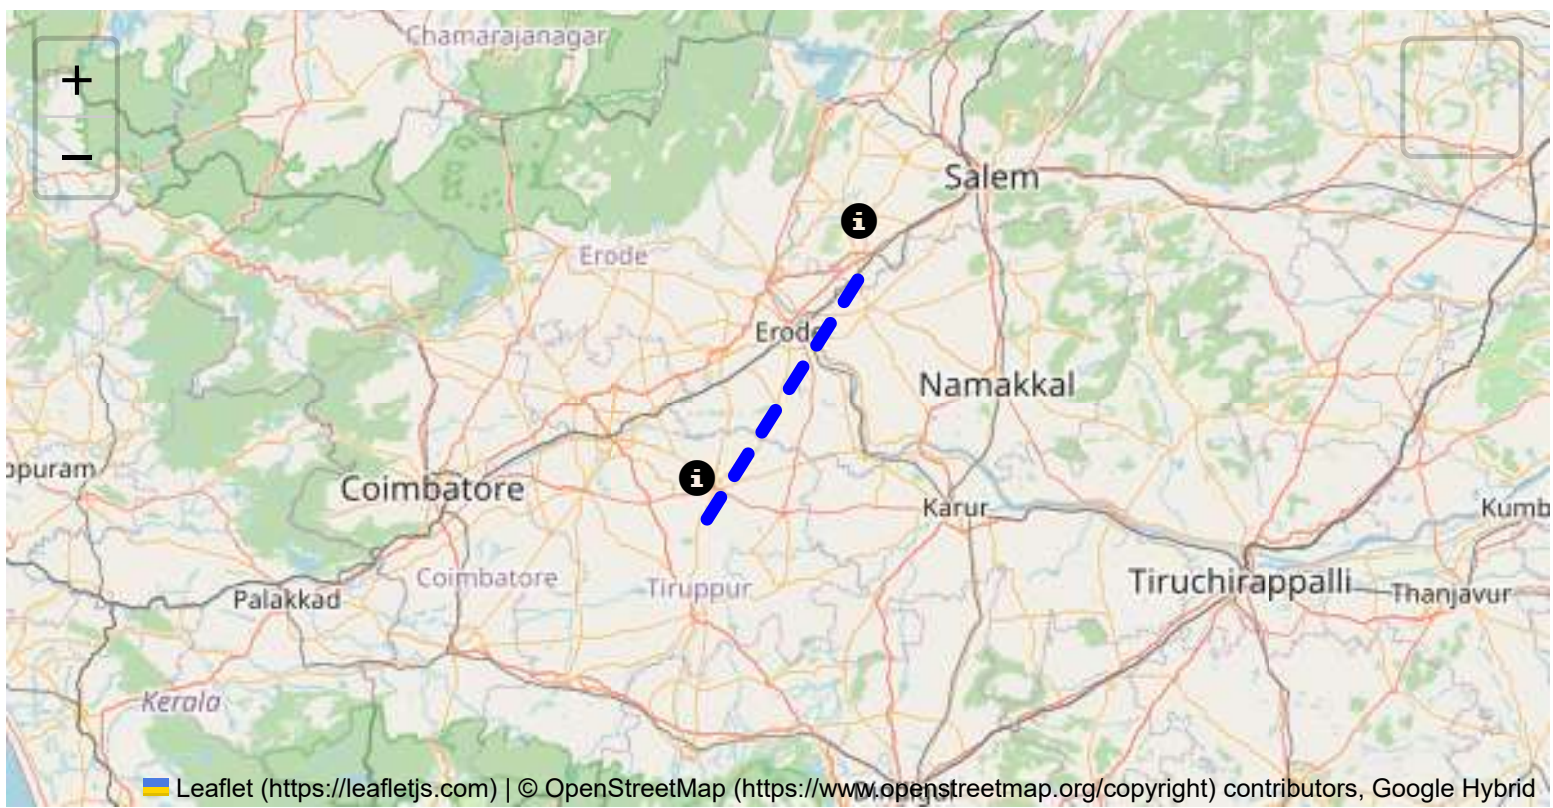 Chamarajanagar
+
−
Salem
i
Erode
Erode
Namakkal
i
Coimbatore
Karur
Kumb
Coimbatore
Tiruppur
Tiruchirappalli
Palakkad
Thanjavur
Kerala
Leaflet (https://leafletjs.com) | © OpenStreetMap (https://www.openstreetmap.org/copyright) contributors, Google Hybrid